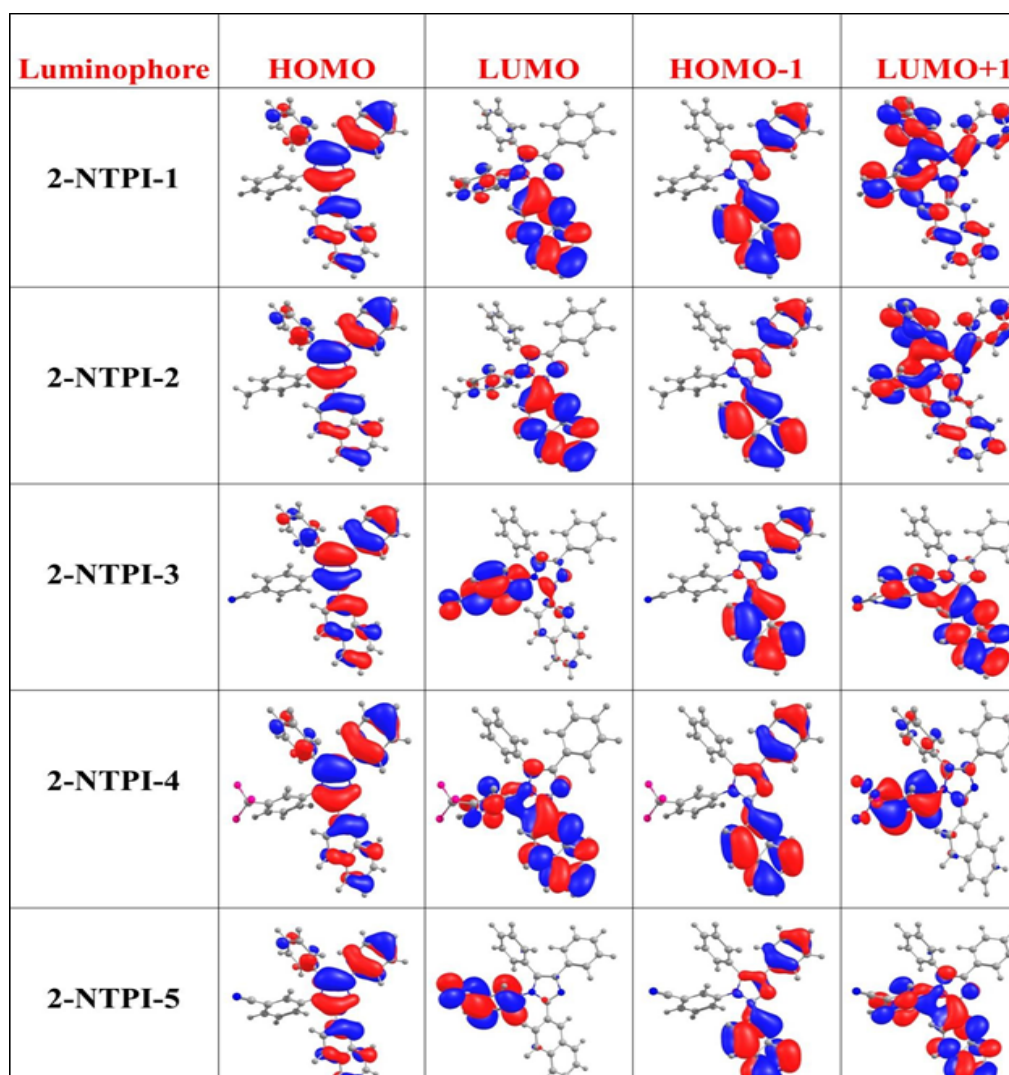 Luminophore HOMO LUMO HOMO-1 LUMO+1
2-NTPI-1
2-NTPI-2
2-NTPI-3
2-NTPI-4
2-NTPI-5